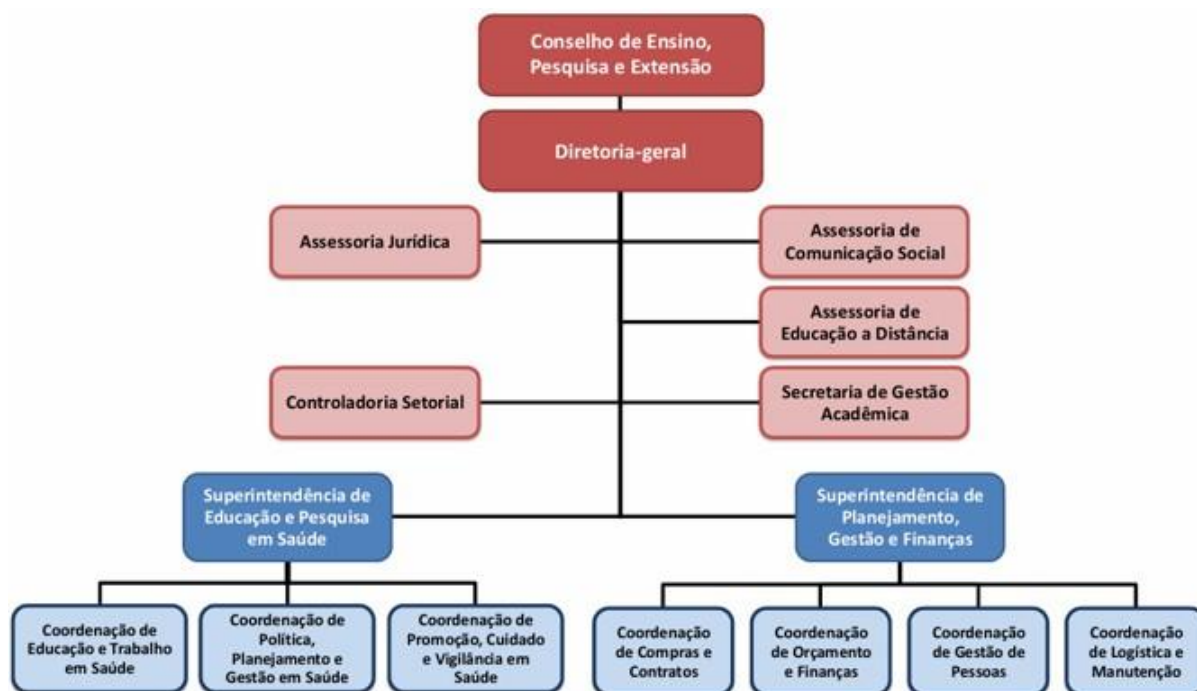 Conselho de Ensino,
Pesquisa e Extensão
Diretoria-geral
Assessoria Jurídica
Assessoria de
Comunicação Social
Assessoria de
Educação a Distância
Controladoria Setorial
Secretaria de Gestão
Acadêmica
Superintendência de
Educação e Pesquisa
em Saúde
Superintendência de
Planejamento,
Gestão e Finanças
Coordenação de
Educação e Trabalho
em Saúde
Coordenação de
Política,
Planejamento e
Gestão em Saúde
Coordenação de
Promoção, Cuidado
e Vigilância em
Saúde
Coordenação
de Compras e
Contratos
Coordenação
de Orçamento
e Finanças
Coordenação
de Gestão de
Pessoas
Coordenação
de Logística e
Manutenção